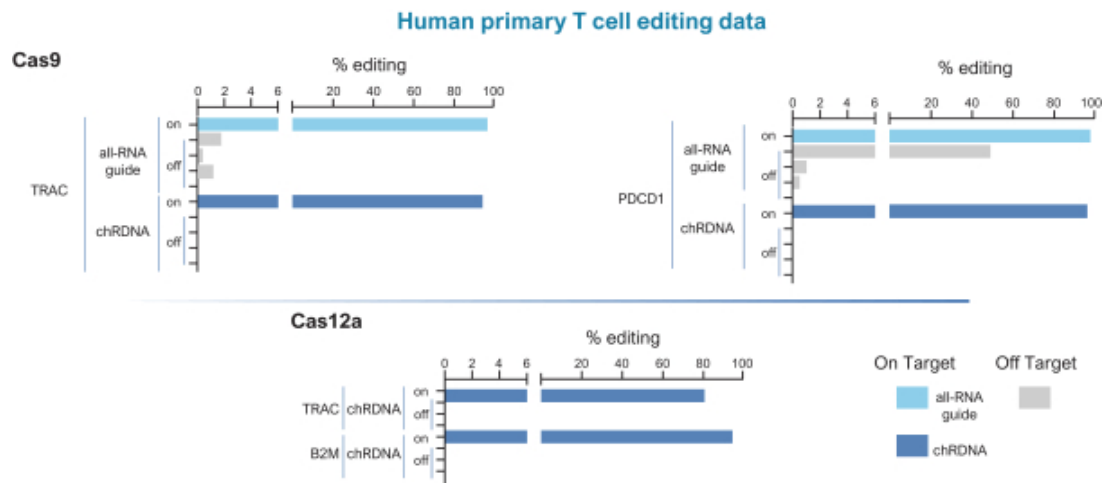 Human primary T cell editing data
Cas9
% editing
0 2 4 6 20 40 60 80 100
TRAC
all-RNA
guide
on
off
chRDNA
on
off
% editing
0 2 4 6 20 40 60 80 100
PDCD1
all-RNA
guide
on
off
chRDNA
on
off
Cas12a
% editing
0 2 4 6 20 40 60 80 100
TRAC chRDNA
on
off
B2M chRDNA
on
off
On Target
Off Target
all-RNA
guide
chRDNA